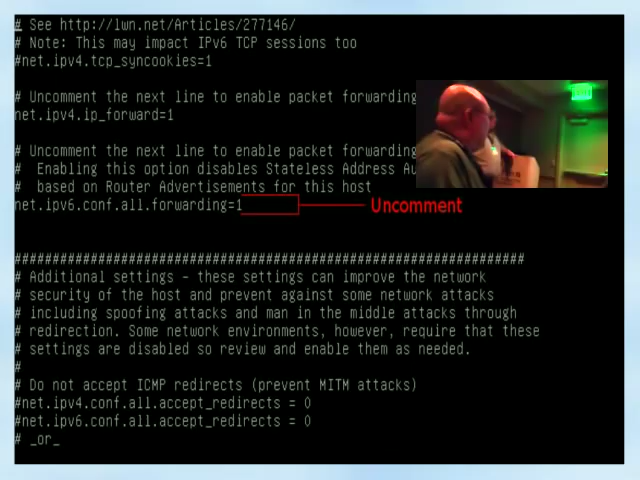 # See http://lwn.net/Articles/277146/
# Note: This may impact IPv6 TCP sessions too
#net.ipv4.tcp_syncookies=1
# Uncomment the next line to enable packet forwarding
net.ipv4.ip_forward=1
# Uncomment the next line to enable packet forwarding
#  Enabling this option disables Stateless Address Au
#  based on Router Advertisements for this host
net.ipv6.conf.all.forwarding=1
Uncomment
###################################################################
# Additional settings - these settings can improve the network
# security of the host and prevent against some network attacks
# including spoofing attacks and man in the middle attacks through
# redirection. Some network environments, however, require that these
# settings are disabled so review and enable them as needed.
#
# Do not accept ICMP redirects (prevent MITM attacks)
#net.ipv4.conf.all.accept_redirects = 0
#net.ipv6.conf.all.accept_redirects = 0
# _or_